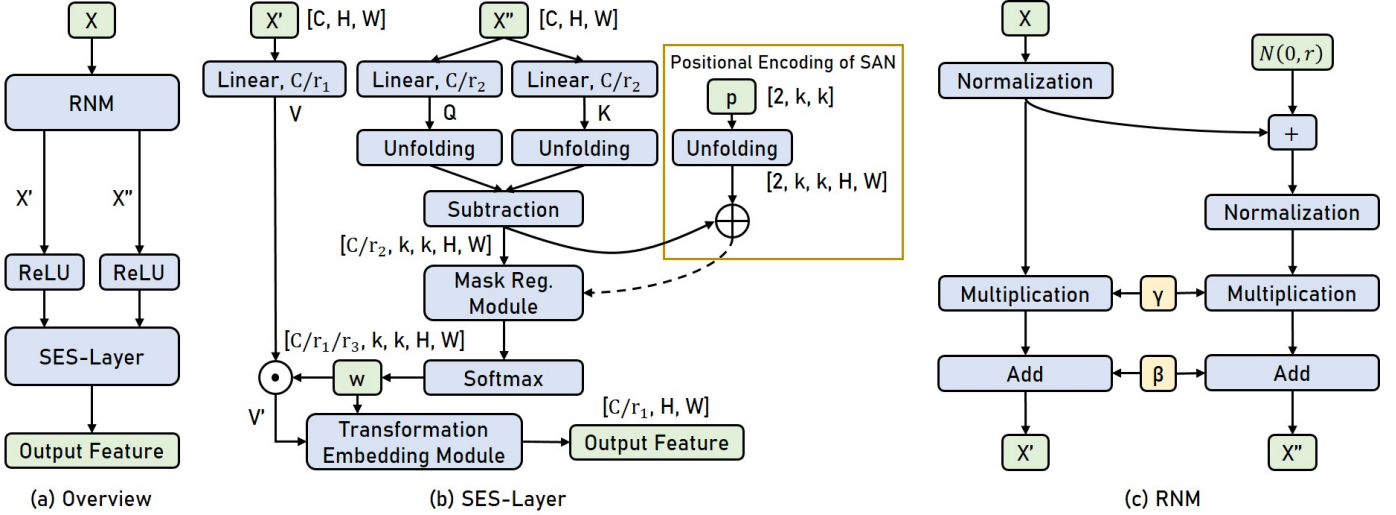 X
RNM
X'
X"
ReLU
ReLU
SES-Layer
Output Feature
(a) Overview
X'
[C, H, W]
X"
[C, H, W]
Linear, C/r₁
Linear, C/r₂
Linear, C/r₂
V
Q
K
Unfolding
Unfolding
Subtraction
[C/r₂, k, k, H, W]
Positional Encoding of SAN
p
[2, k, k]
Unfolding
[2, k, k, H, W]
Mask Reg.
Module
[C/r₁/r₃, k, k, H, W]
w
Softmax
V'
Transformation
Embedding Module
[C/r₁, H, W]
Output Feature
(b) SES-Layer
X
N(0,r)
Normalization
+
Normalization
Multiplication
γ
Multiplication
Add
β
Add
X'
X"
(c) RNM